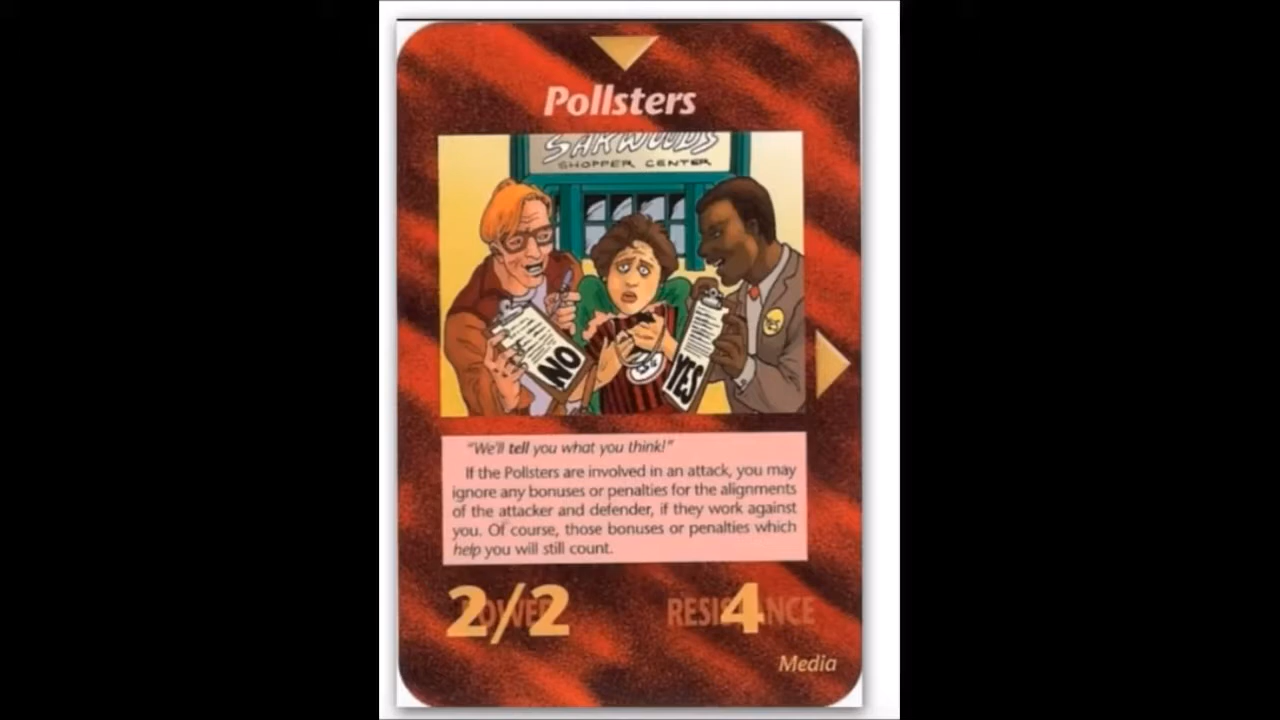 Pollsters
SHOPPER CENTER
NO
YES
"We'll tell you what you think!"
If the Pollsters are involved in an attack, you may
ignore any bonuses or penalties for the alignments
of the attacker and defender, if they work against
you. Of course, those bonuses or penalties which
help you will still count.
POWER
2/2
RESISTANCE
4
Media